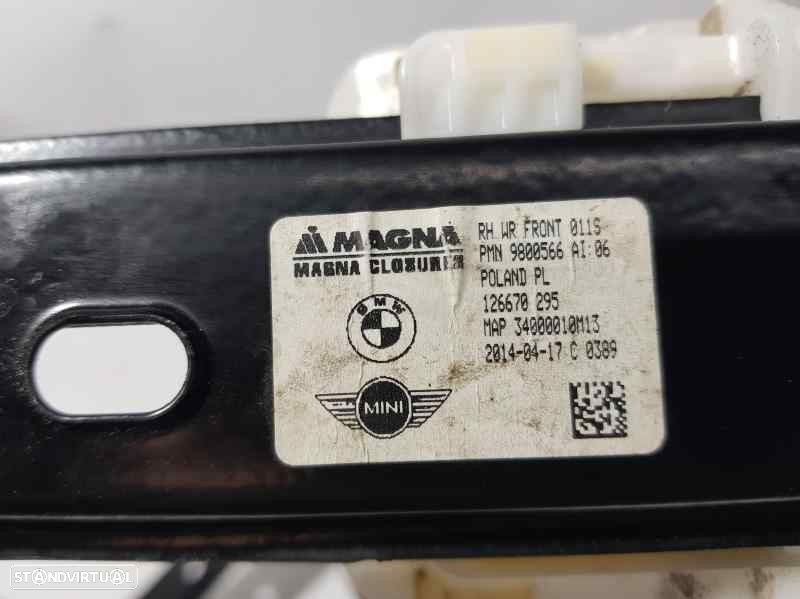 MAGNA
MAGNA CLOSURES
BMW
MINI
RH WR FRONT 011S
PMN 9800566 AI:06
POLAND PL
126670 295
MAP 34000010M13
2014-04-17 C 0389
STANDVIRTUAL